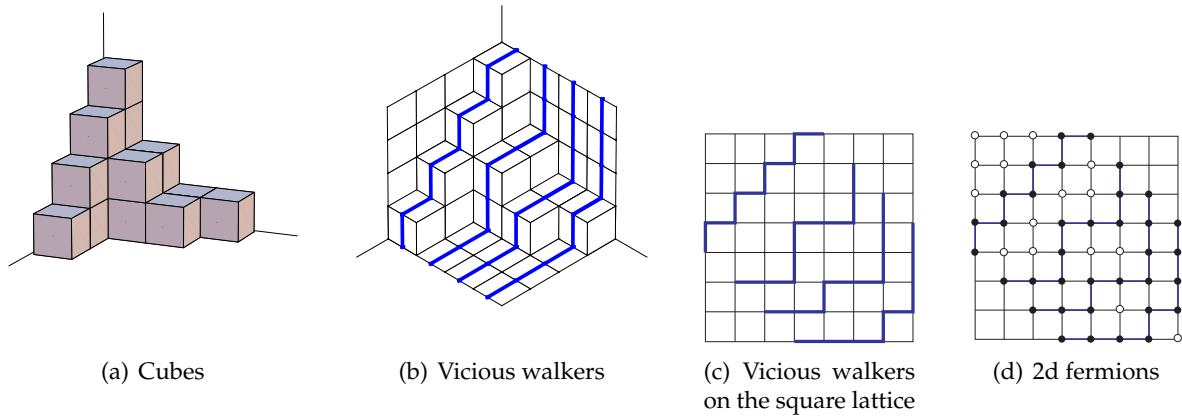 (a) Cubes
(b) Vicious walkers
(c) Vicious walkers
on the square lattice
(d) 2d fermions